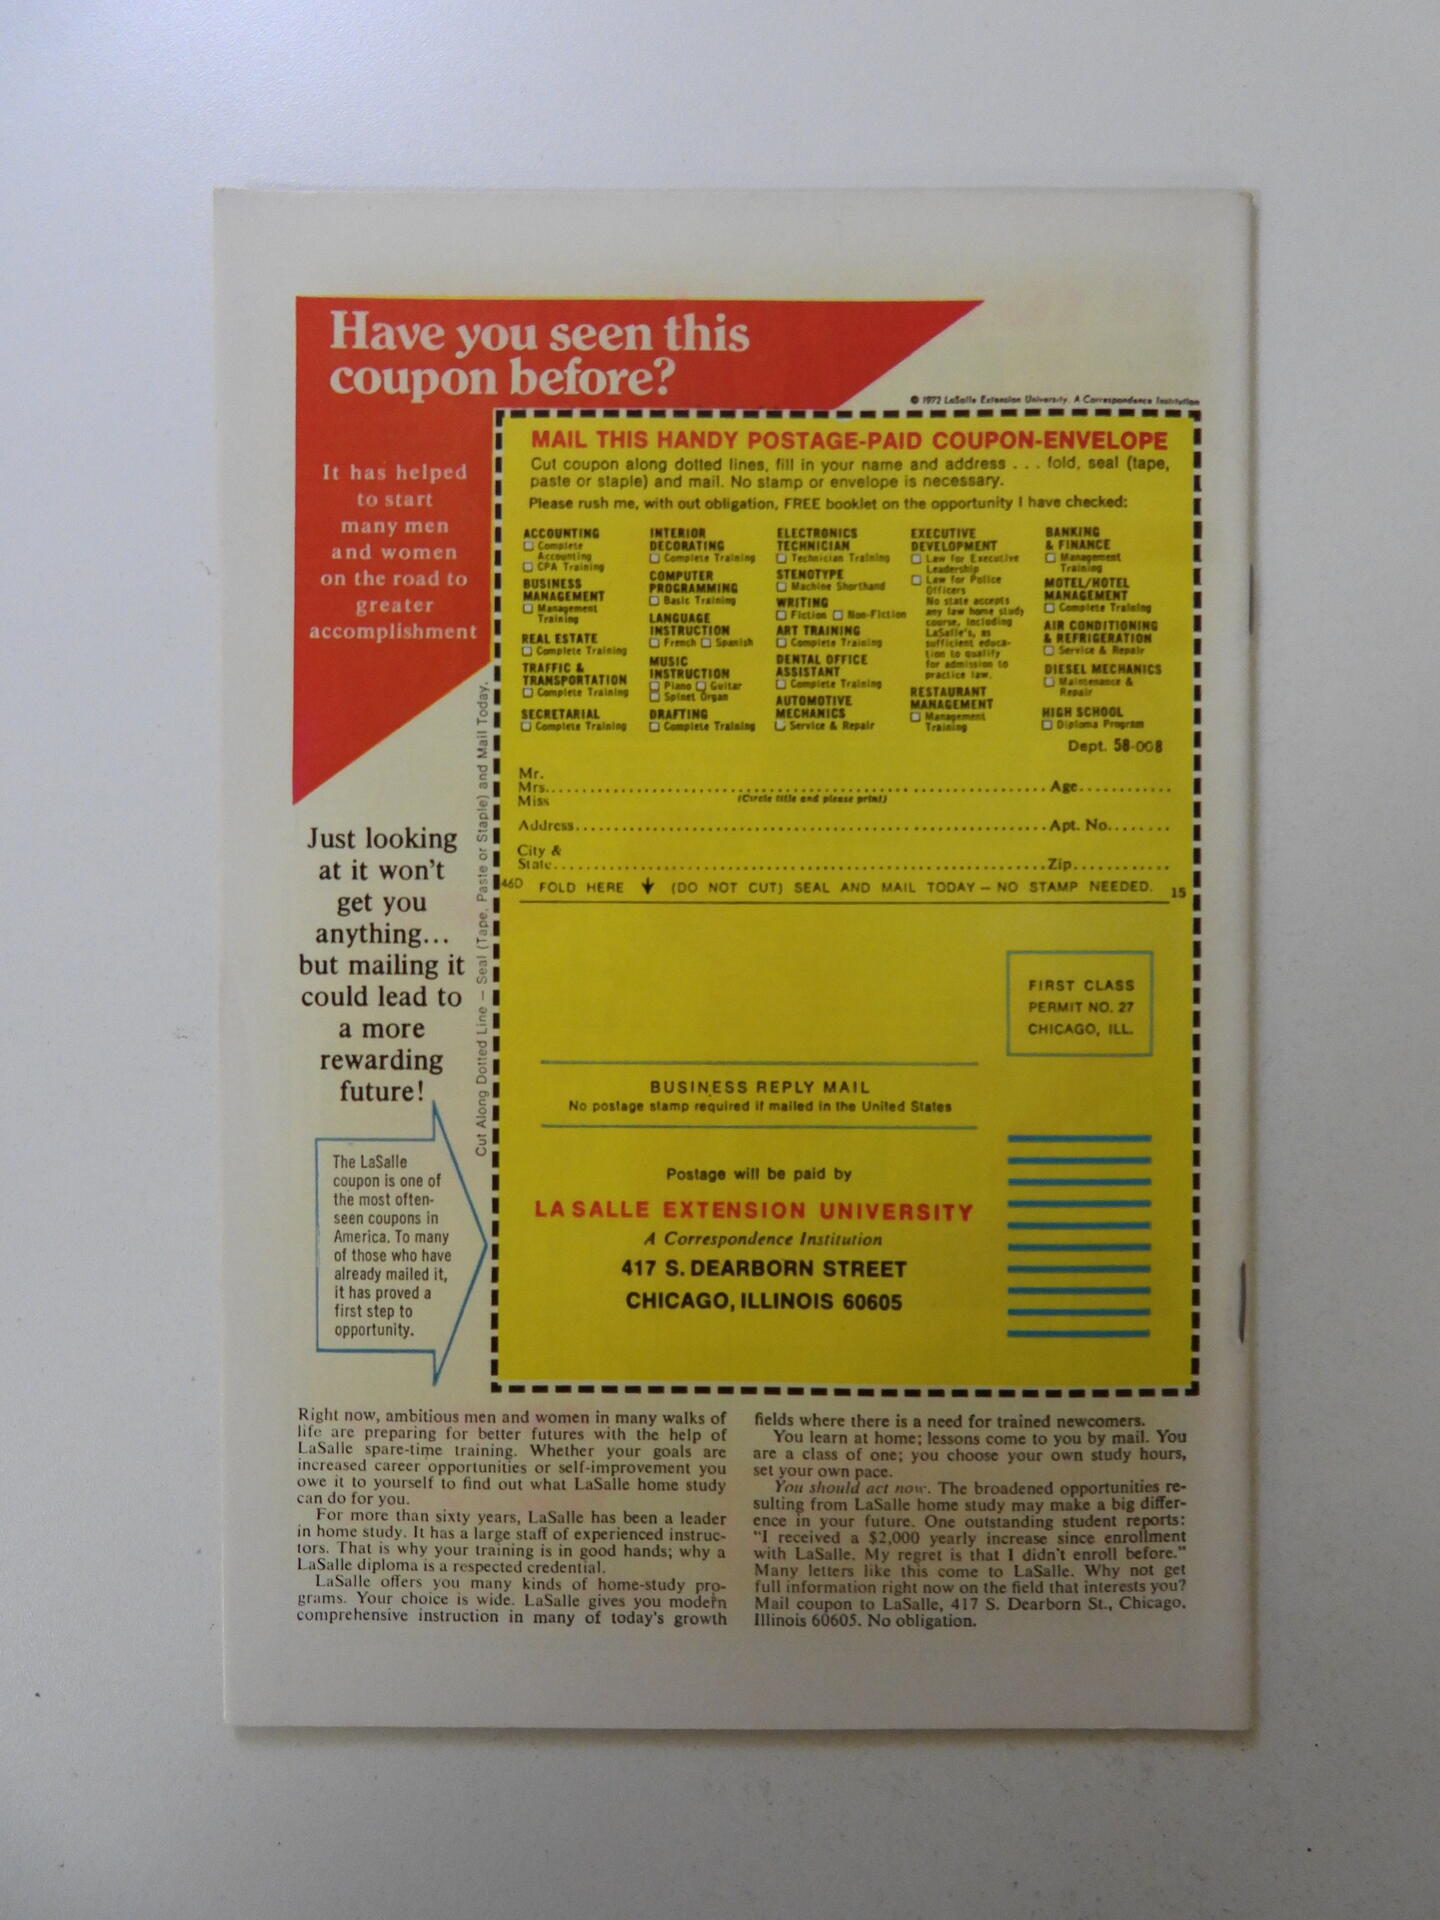 Have you seen this
coupon before?
© 1972 LaSalle Extension University. A Correspondence Institution
It has helped
to start
many men
and women
on the road to
greater
accomplishment
Just looking
at it won't
get you
anything...
but mailing it
could lead to
a more
rewarding
future!
The LaSalle
coupon is one of
the most often-
seen coupons in
America. To many
of those who have
already mailed it,
it has proved a
first step to
opportunity.
Cut Along Dotted Line — Seal (Tape, Paste or Staple) and Mail Today.
MAIL THIS HANDY POSTAGE-PAID COUPON-ENVELOPE
Cut coupon along dotted lines, fill in your name and address . . . fold, seal (tape,
paste or staple) and mail. No stamp or envelope is necessary.
Please rush me, with out obligation, FREE booklet on the opportunity I have checked:
ACCOUNTING
☐ Complete
Accounting
☐ CPA Training
BUSINESS
MANAGEMENT
☐ Management
Training
REAL ESTATE
☐ Complete Training
TRAFFIC &
TRANSPORTATION
☐ Complete Training
SECRETARIAL
☐ Complete Training
INTERIOR
DECORATING
☐ Complete Training
COMPUTER
PROGRAMMING
☐ Basic Training
LANGUAGE
INSTRUCTION
☐ French ☐ Spanish
MUSIC
INSTRUCTION
☐ Piano ☐ Guitar
☐ Spinet Organ
DRAFTING
☐ Complete Training
ELECTRONICS
TECHNICIAN
☐ Technician Training
STENOTYPE
☐ Machine Shorthand
WRITING
☐ Fiction ☐ Non-Fiction
ART TRAINING
☐ Complete Training
DENTAL OFFICE
ASSISTANT
☐ Complete Training
AUTOMOTIVE
MECHANICS
☐ Service & Repair
EXECUTIVE
DEVELOPMENT
☐ Law for Executive
Leadership
☐ Law for Police
Officers
No state accepts
any law home study
course, including
LaSalle's, as
sufficient educa-
tion to qualify
for admission to
practice law.
RESTAURANT
MANAGEMENT
☐ Management
Training
BANKING
& FINANCE
☐ Management
Training
MOTEL/HOTEL
MANAGEMENT
☐ Complete Training
AIR CONDITIONING
& REFRIGERATION
☐ Service & Repair
DIESEL MECHANICS
☐ Maintenance &
Repair
HIGH SCHOOL
☐ Diploma Program
Dept. 58-008
Mr.
Mrs. Age
Miss (Circle title and please print)
Address Apt. No.
City &
State Zip
46D FOLD HERE ↓ (DO NOT CUT) SEAL AND MAIL TODAY — NO STAMP NEEDED. 15
FIRST CLASS
PERMIT NO. 27
CHICAGO, ILL.
BUSINESS REPLY MAIL
No postage stamp required if mailed in the United States
Postage will be paid by
LA SALLE EXTENSION UNIVERSITY
A Correspondence Institution
417 S. DEARBORN STREET
CHICAGO, ILLINOIS 60605
Right now, ambitious men and women in many walks of
life are preparing for better futures with the help of
LaSalle spare-time training. Whether your goals are
increased career opportunities or self-improvement you
owe it to yourself to find out what LaSalle home study
can do for you.
For more than sixty years, LaSalle has been a leader
in home study. It has a large staff of experienced instruc-
tors. That is why your training is in good hands; why a
LaSalle diploma is a respected credential.
LaSalle offers you many kinds of home-study pro-
grams. Your choice is wide. LaSalle gives you modern
comprehensive instruction in many of today's growth
fields where there is a need for trained newcomers.
You learn at home; lessons come to you by mail. You
are a class of one; you choose your own study hours,
set your own pace.
You should act now. The broadened opportunities re-
sulting from LaSalle home study may make a big differ-
ence in your future. One outstanding student reports:
"I received a $2,000 yearly increase since enrollment
with LaSalle. My regret is that I didn't enroll before."
Many letters like this come to LaSalle. Why not get
full information right now on the field that interests you?
Mail coupon to LaSalle, 417 S. Dearborn St., Chicago,
Illinois 60605. No obligation.